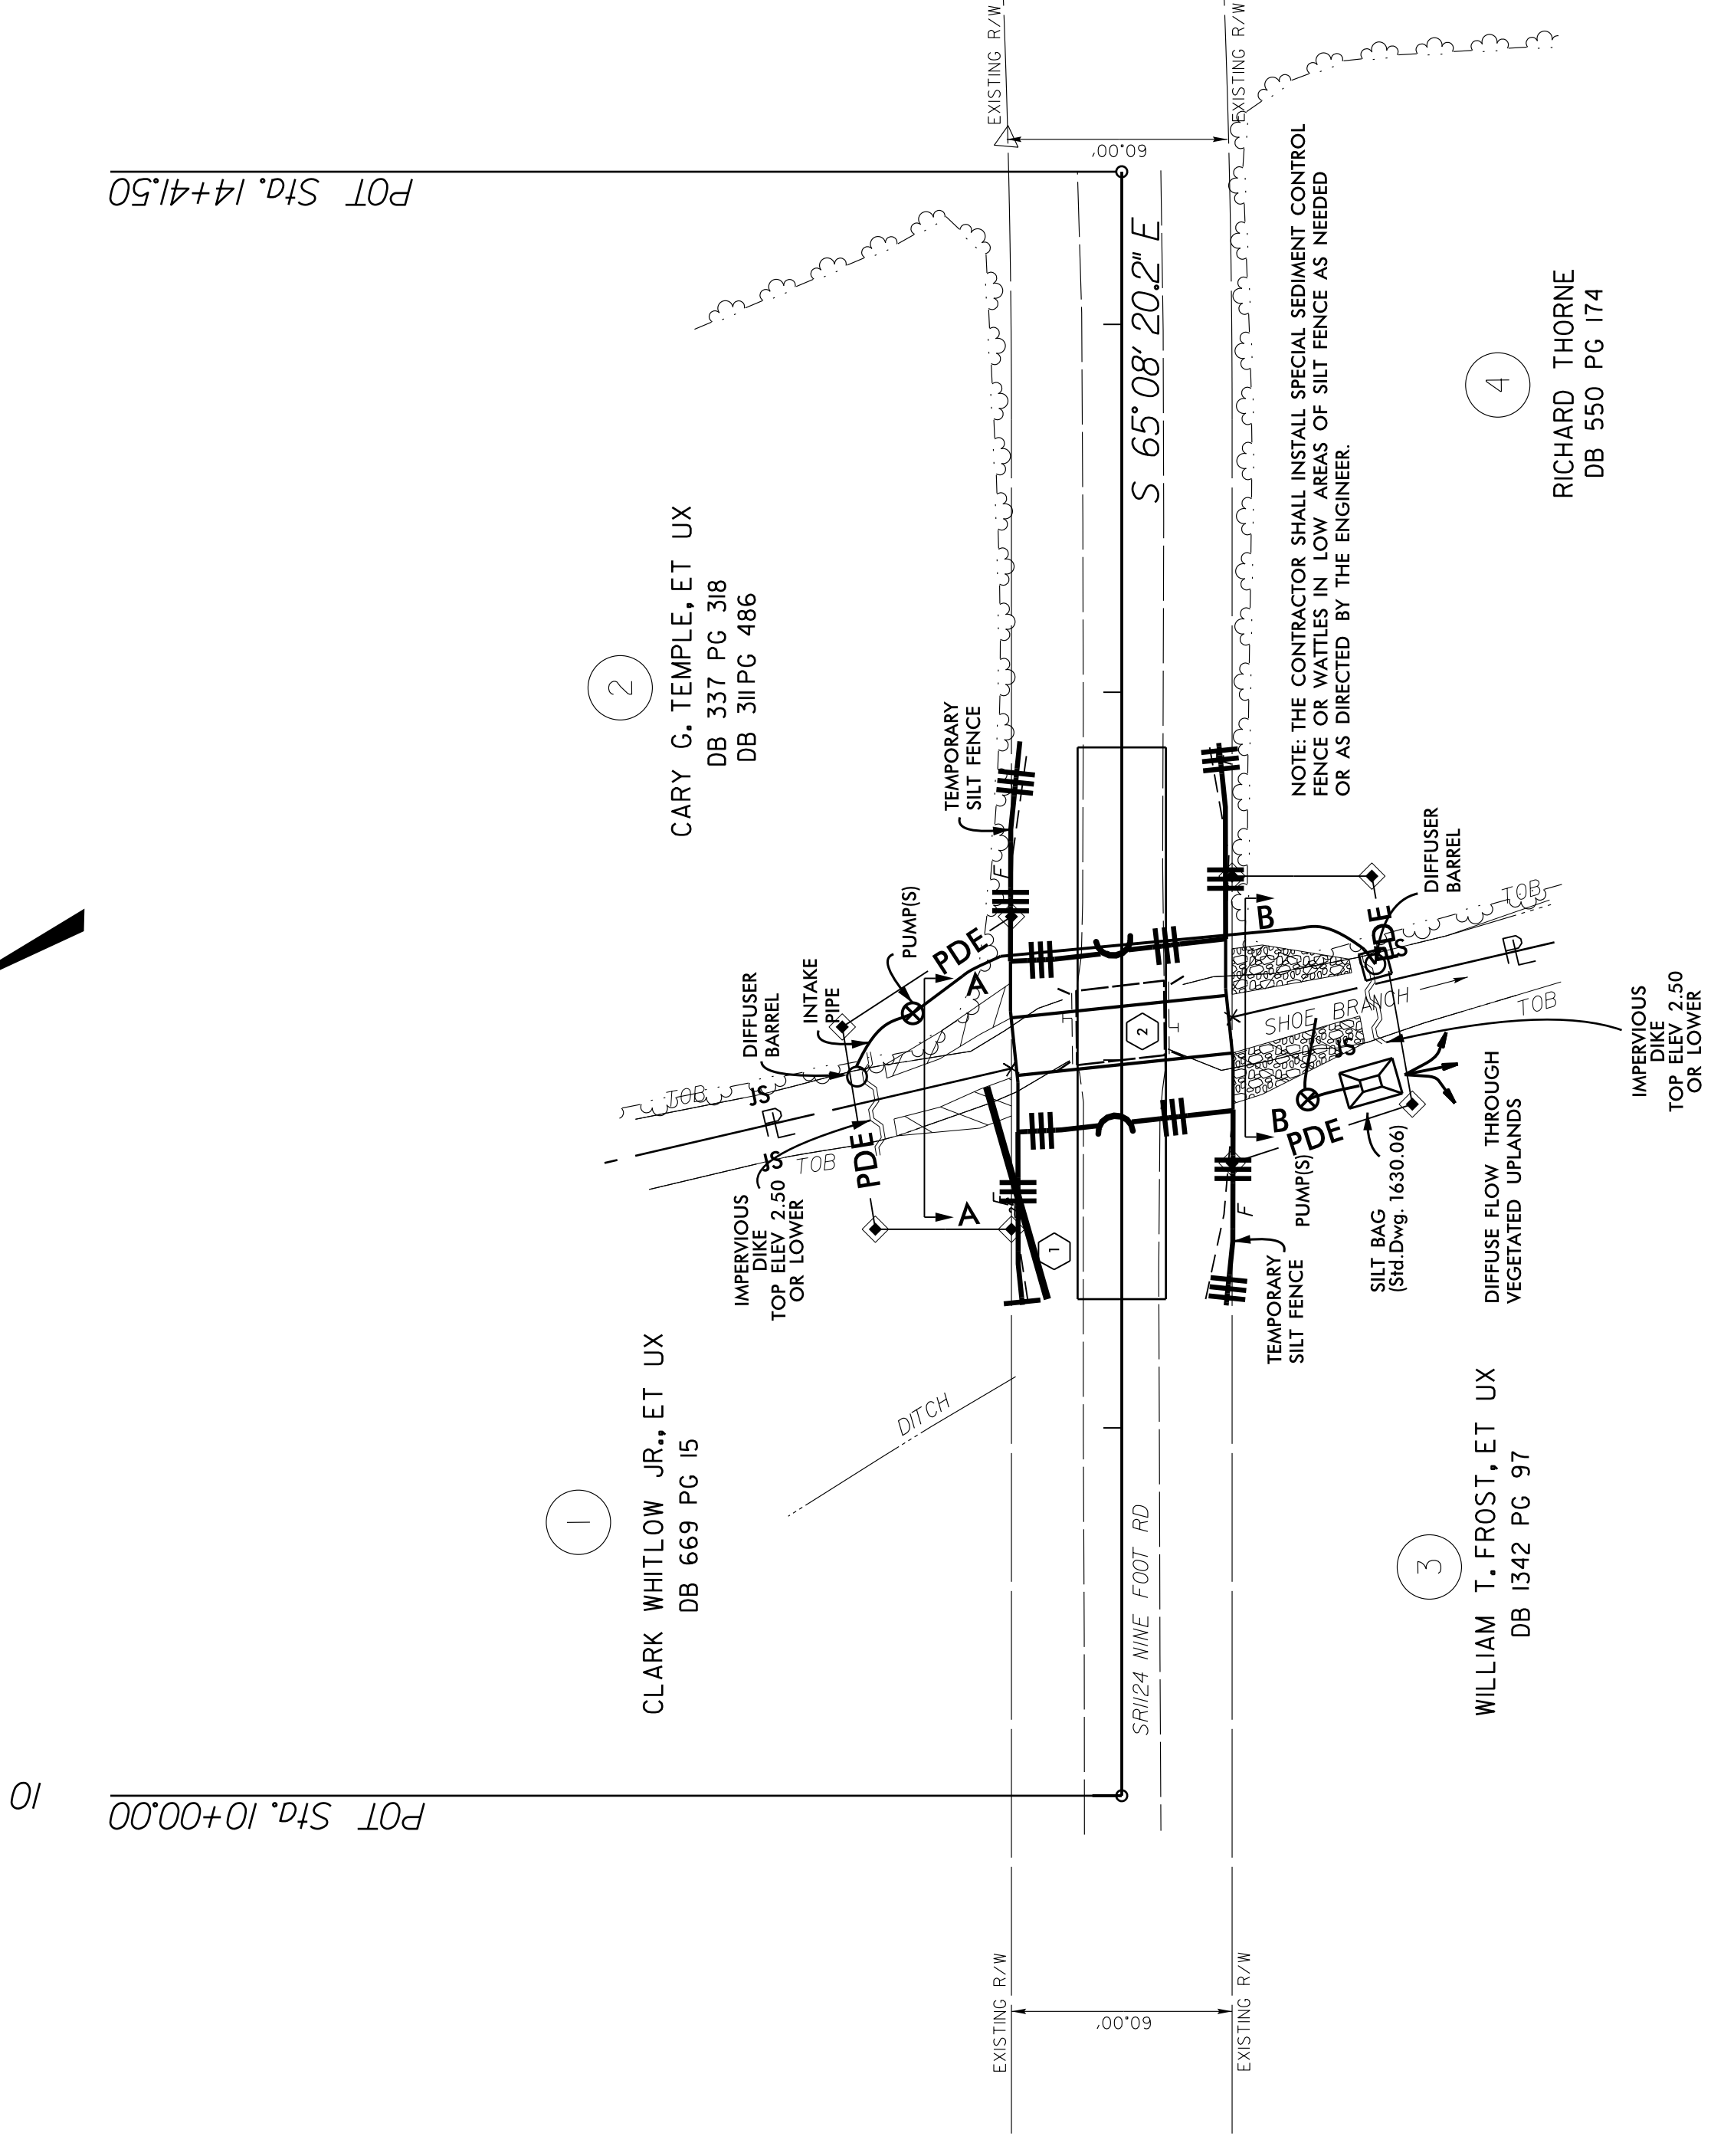 10
POT Sta. 10+00.00
POT Sta. 14+41.50
1
CLARK WHITLOW JR., ET UX
DB 669 PG 15
2
CARY G. TEMPLE, ET UX
DB 337 PG 318
DB 311 PG 486
3
WILLIAM T. FROST, ET UX
DB 1342 PG 97
4
RICHARD THORNE
DB 550 PG 174
EXISTING R/W
EXISTING R/W
60.00'
EXISTING R/W
EXISTING R/W
60.00'
S 65° 08' 20.2" E
SR1124 NINE FOOT RD
DITCH
IMPERVIOUS
DIKE
TOP ELEV 2.50
OR LOWER
DIFFUSER
BARREL
INTAKE
PIPE
PUMP(S)
TEMPORARY
SILT FENCE
TOB
JS
PL
JS
TOB
PDE
PDE
A
A
F
F
1
2
TEMPORARY
SILT FENCE
F
PUMP(S)
PDE
B
B
SILT BAG
(Std.Dwg. 1630.06)
DIFFUSE FLOW THROUGH
VEGETATED UPLANDS
SHOE BRANCH
JS
JS
PDE
TOB
TOB
PL
DIFFUSER
BARREL
IMPERVIOUS
DIKE
TOP ELEV 2.50
OR LOWER
NOTE: THE CONTRACTOR SHALL INSTALL SPECIAL SEDIMENT CONTROL
FENCE OR WATTLES IN LOW AREAS OF SILT FENCE AS NEEDED
OR AS DIRECTED BY THE ENGINEER.